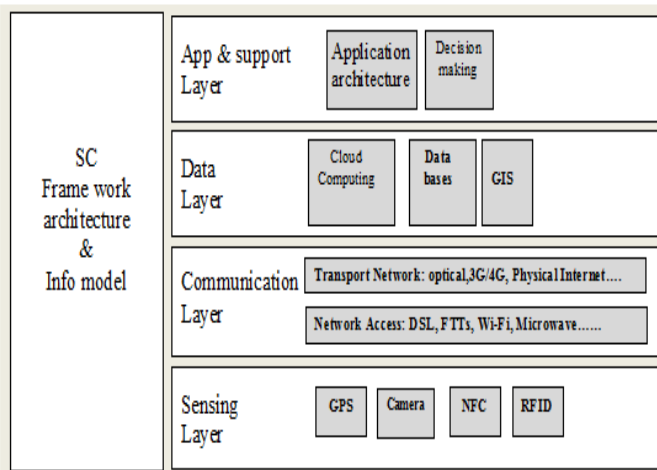 SC
Frame work
architecture
&
Info model
App & support
Layer
Application
architecture
Decision
making
Data
Layer
Cloud
Computing
Data
bases
GIS
Communication
Layer
Transport Network: optical,3G/4G, Physical Internet….
Network Access: DSL, FTTs, Wi-Fi, Microwave……
Sensing
Layer
GPS
Camera
NFC
RFID